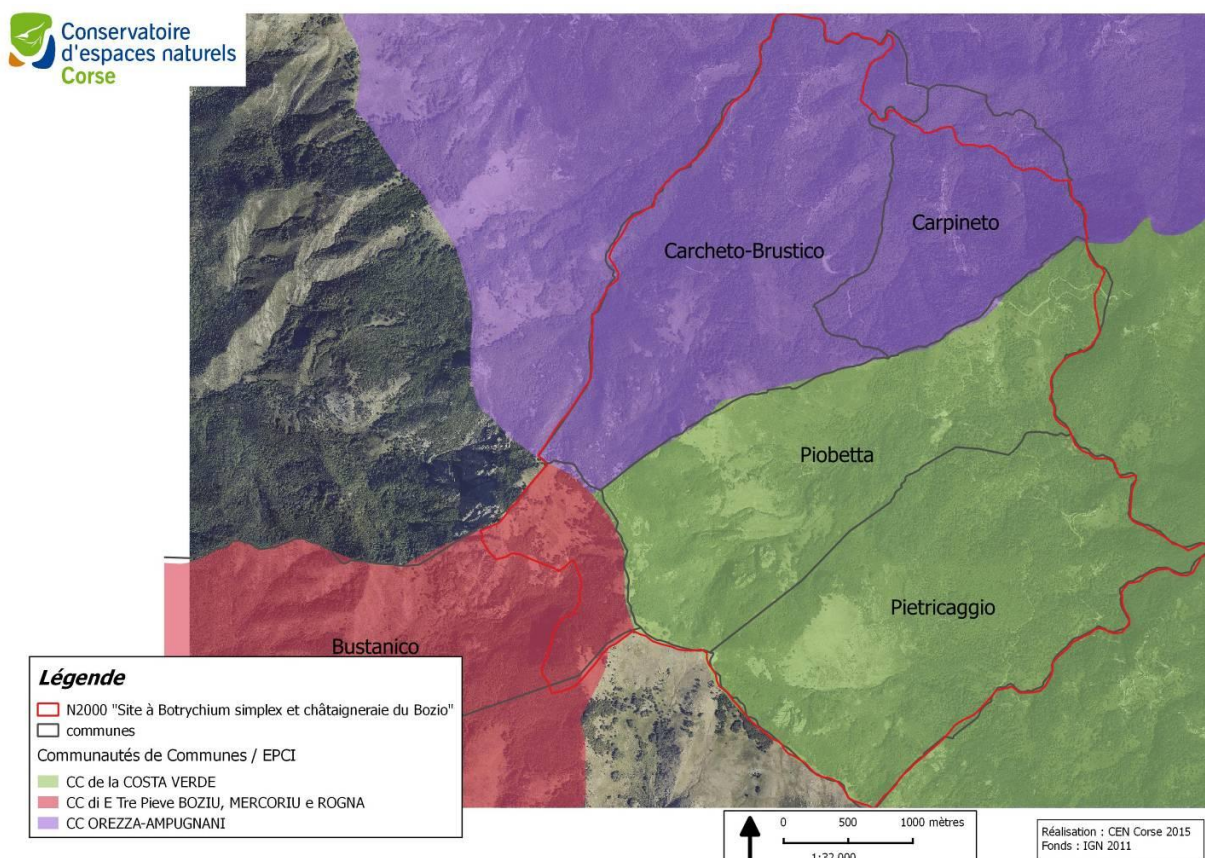 Conservatoire
d'espaces naturels
Corse
Carpineto
Carcheto-Brustico
Piobetta
Pietricaggio
Bustanico
Légende
N2000 "Site à Botrychium simplex et châtaigneraie du Bozio"
communes
Communautés de Communes / EPCI
CC de la COSTA VERDE
CC di E Tre Pieve BOZIU, MERCORIU e ROGNA
CC OREZZA-AMPUGNANI
0 500 1000 mètres
1:32 000
Réalisation : CEN Corse 2015
Fonds : IGN 2011